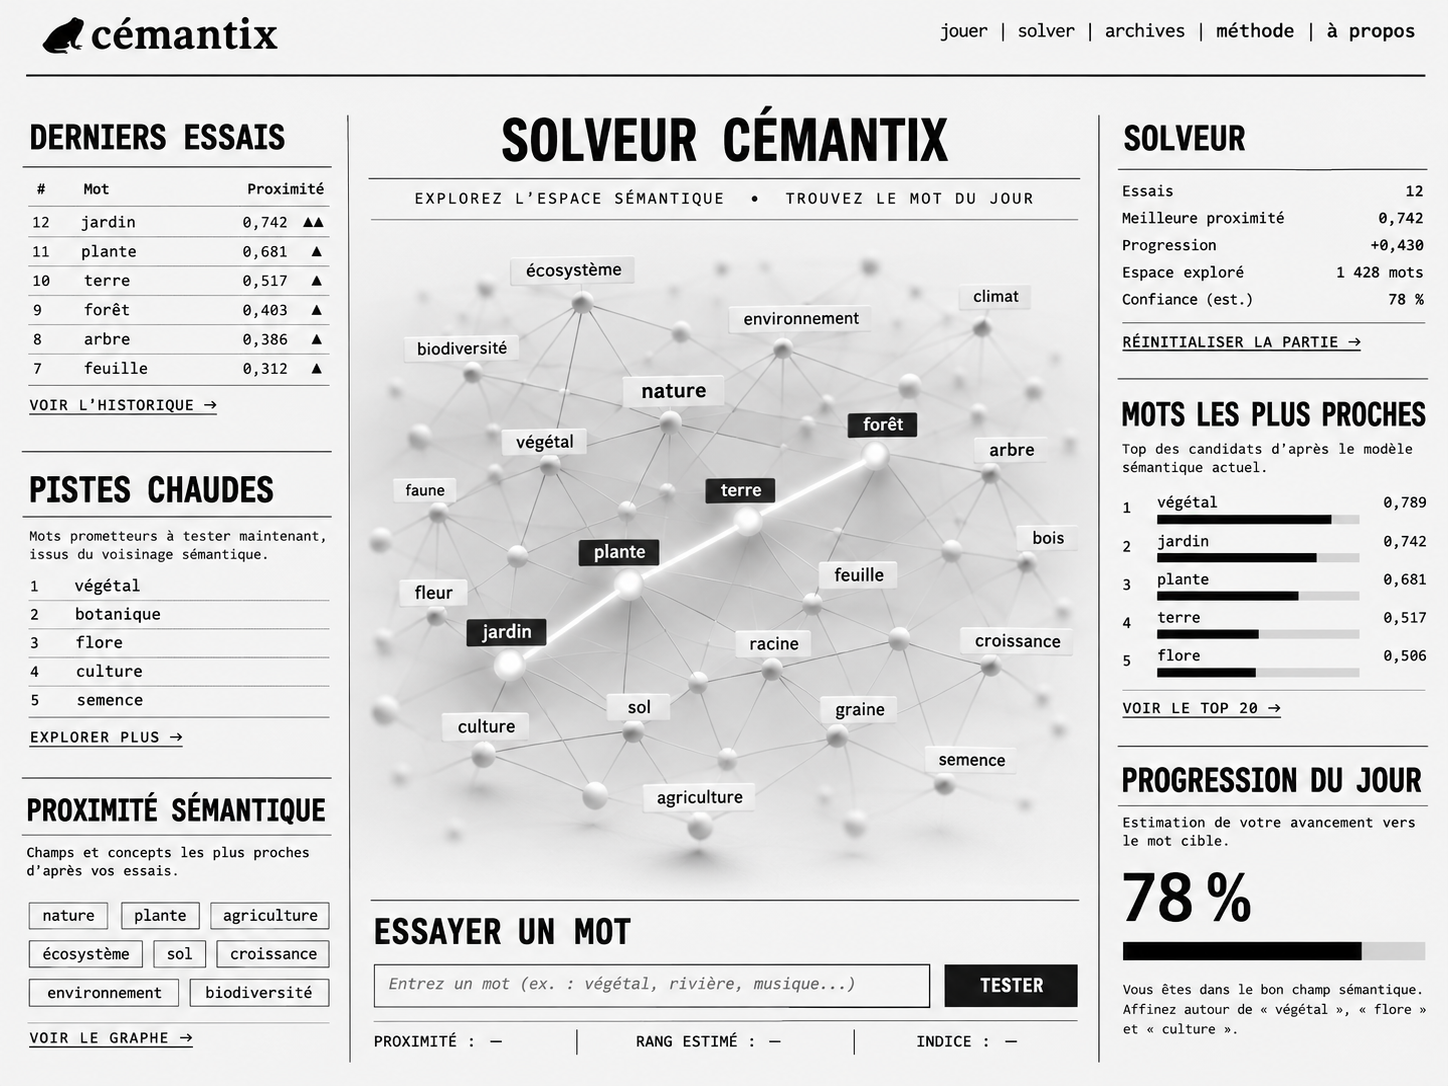 cémantix
jouer | solver | archives | méthode | à propos
DERNIERS ESSAIS
# Mot Proximité
12 jardin 0,742 ▲▲
11 plante 0,681 ▲
10 terre 0,517 ▲
9 forêt 0,403 ▲
8 arbre 0,386 ▲
7 feuille 0,312 ▲
VOIR L'HISTORIQUE →
PISTES CHAUDES
Mots prometteurs à tester maintenant,
issus du voisinage sémantique.
1 végétal
2 botanique
3 flore
4 culture
5 semence
EXPLORER PLUS →
PROXIMITÉ SÉMANTIQUE
Champs et concepts les plus proches
d'après vos essais.
nature plante agriculture
écosystème sol croissance
environnement biodiversité
VOIR LE GRAPHE →
SOLVEUR CÉMANTIX
EXPLOREZ L'ESPACE SÉMANTIQUE • TROUVEZ LE MOT DU JOUR
écosystème
climat
environnement
biodiversité
nature
forêt
végétal
arbre
faune
terre
bois
plante
feuille
fleur
jardin
racine
croissance
sol
graine
culture
semence
agriculture
ESSAYER UN MOT
Entrez un mot (ex. : végétal, rivière, musique...)
TESTER
PROXIMITÉ : — | RANG ESTIMÉ : — | INDICE : —
SOLVEUR
Essais 12
Meilleure proximité 0,742
Progression +0,430
Espace exploré 1 428 mots
Confiance (est.) 78 %
RÉINITIALISER LA PARTIE →
MOTS LES PLUS PROCHES
Top des candidats d'après le modèle
sémantique actuel.
1 végétal 0,789
2 jardin 0,742
3 plante 0,681
4 terre 0,517
5 flore 0,506
VOIR LE TOP 20 →
PROGRESSION DU JOUR
Estimation de votre avancement vers
le mot cible.
78 %
Vous êtes dans le bon champ sémantique.
Affinez autour de « végétal », « flore »
et « culture ».